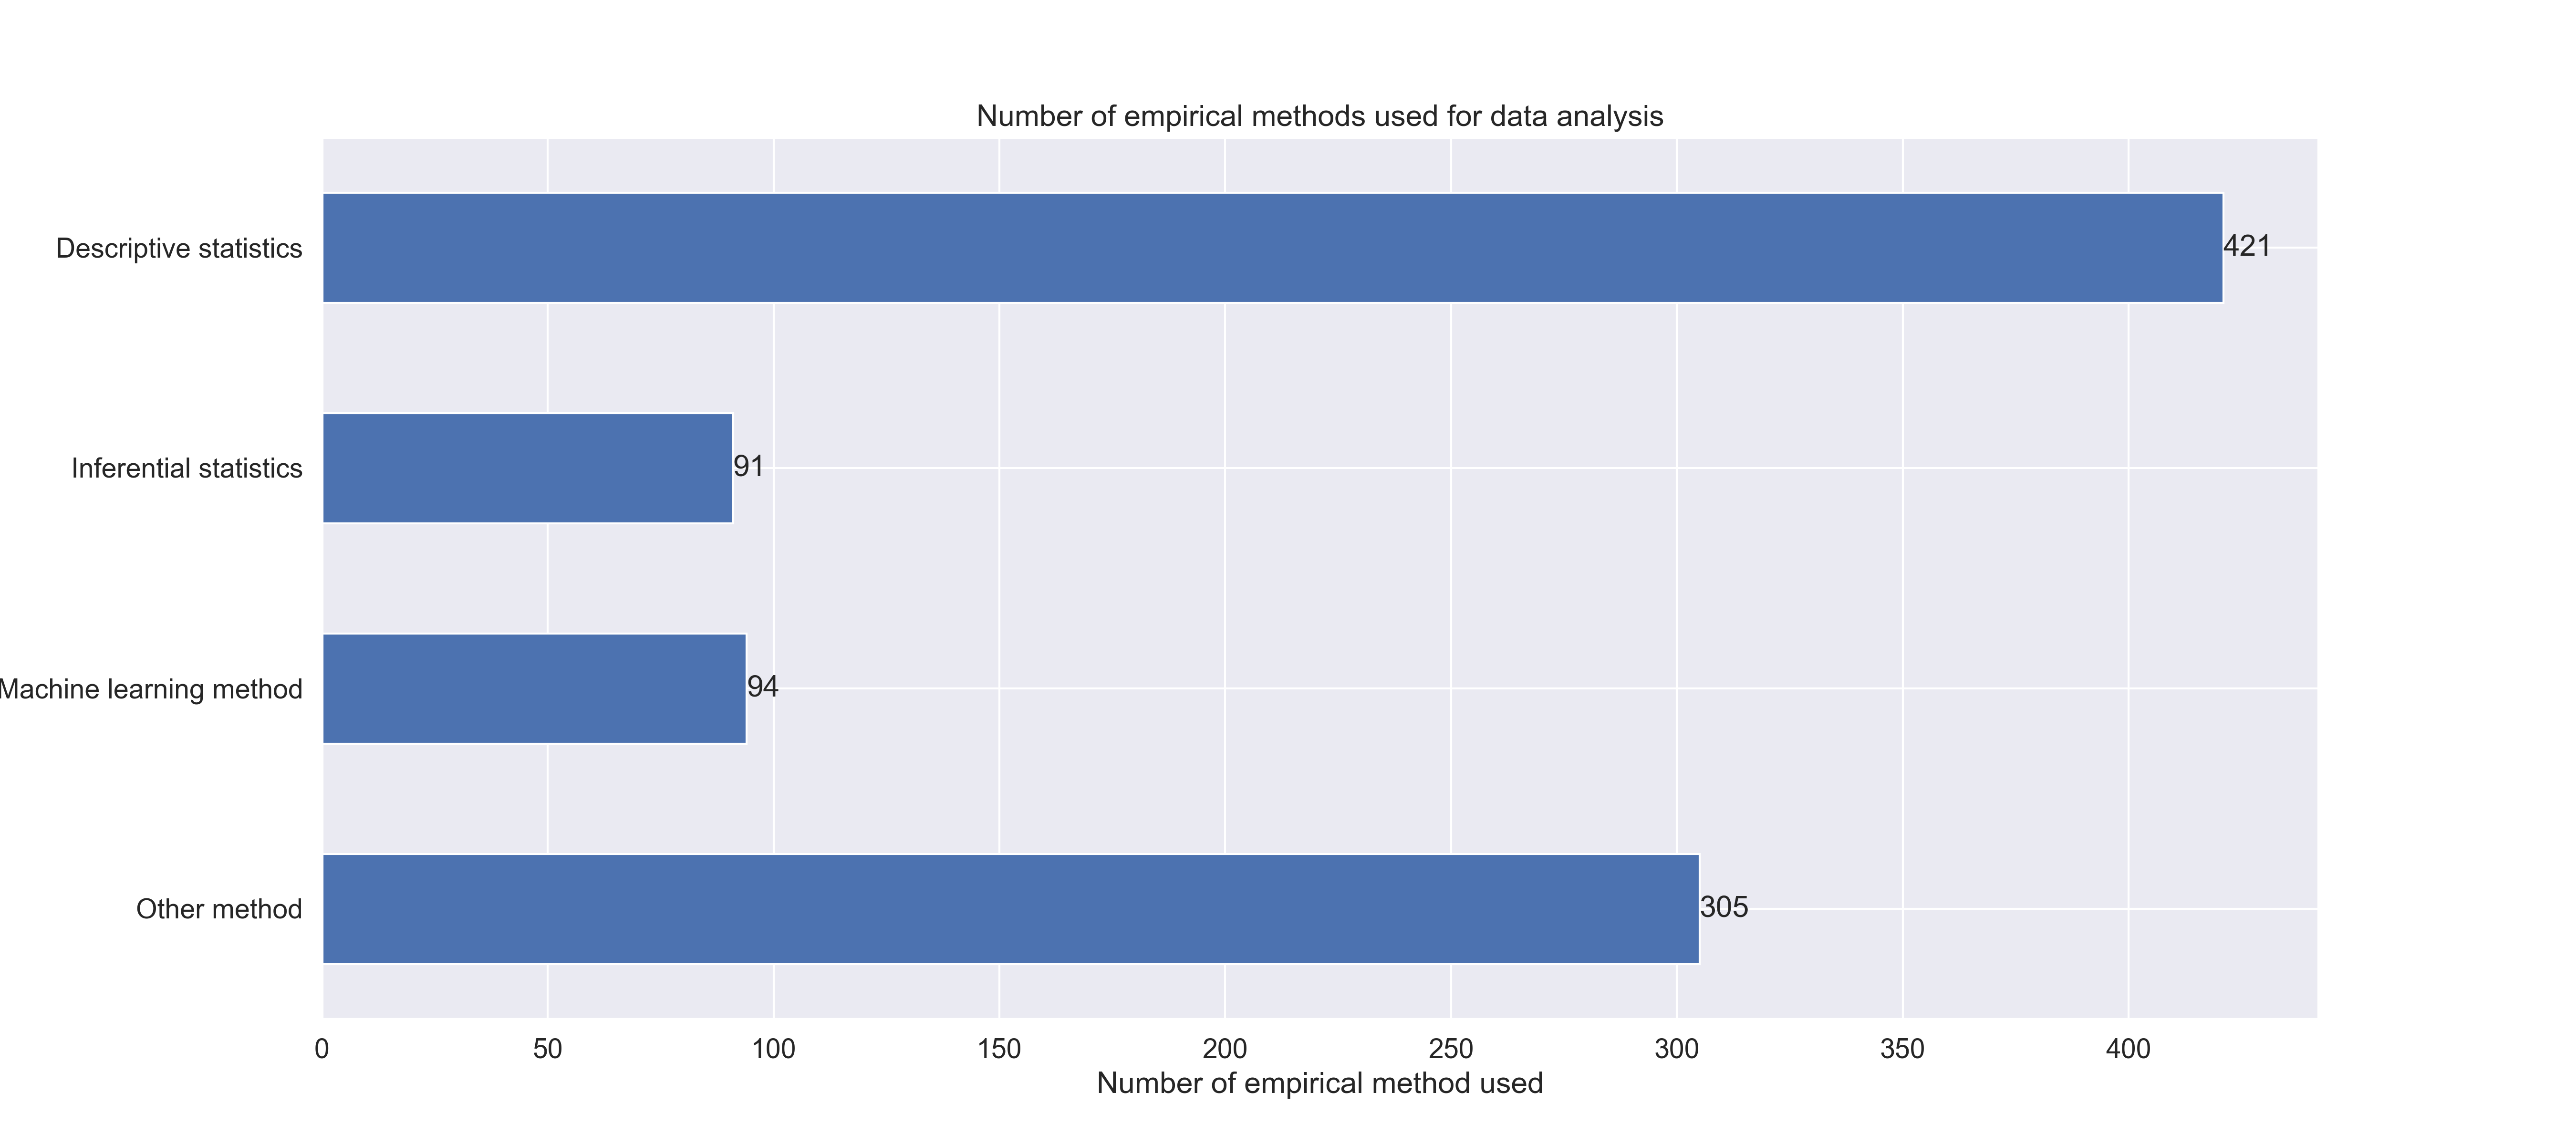 Number of empirical methods used for data analysis
Descriptive statistics
421
Inferential statistics
91
Machine learning method
94
Other method
305
0 50 100 150 200 250 300 350 400
Number of empirical method used